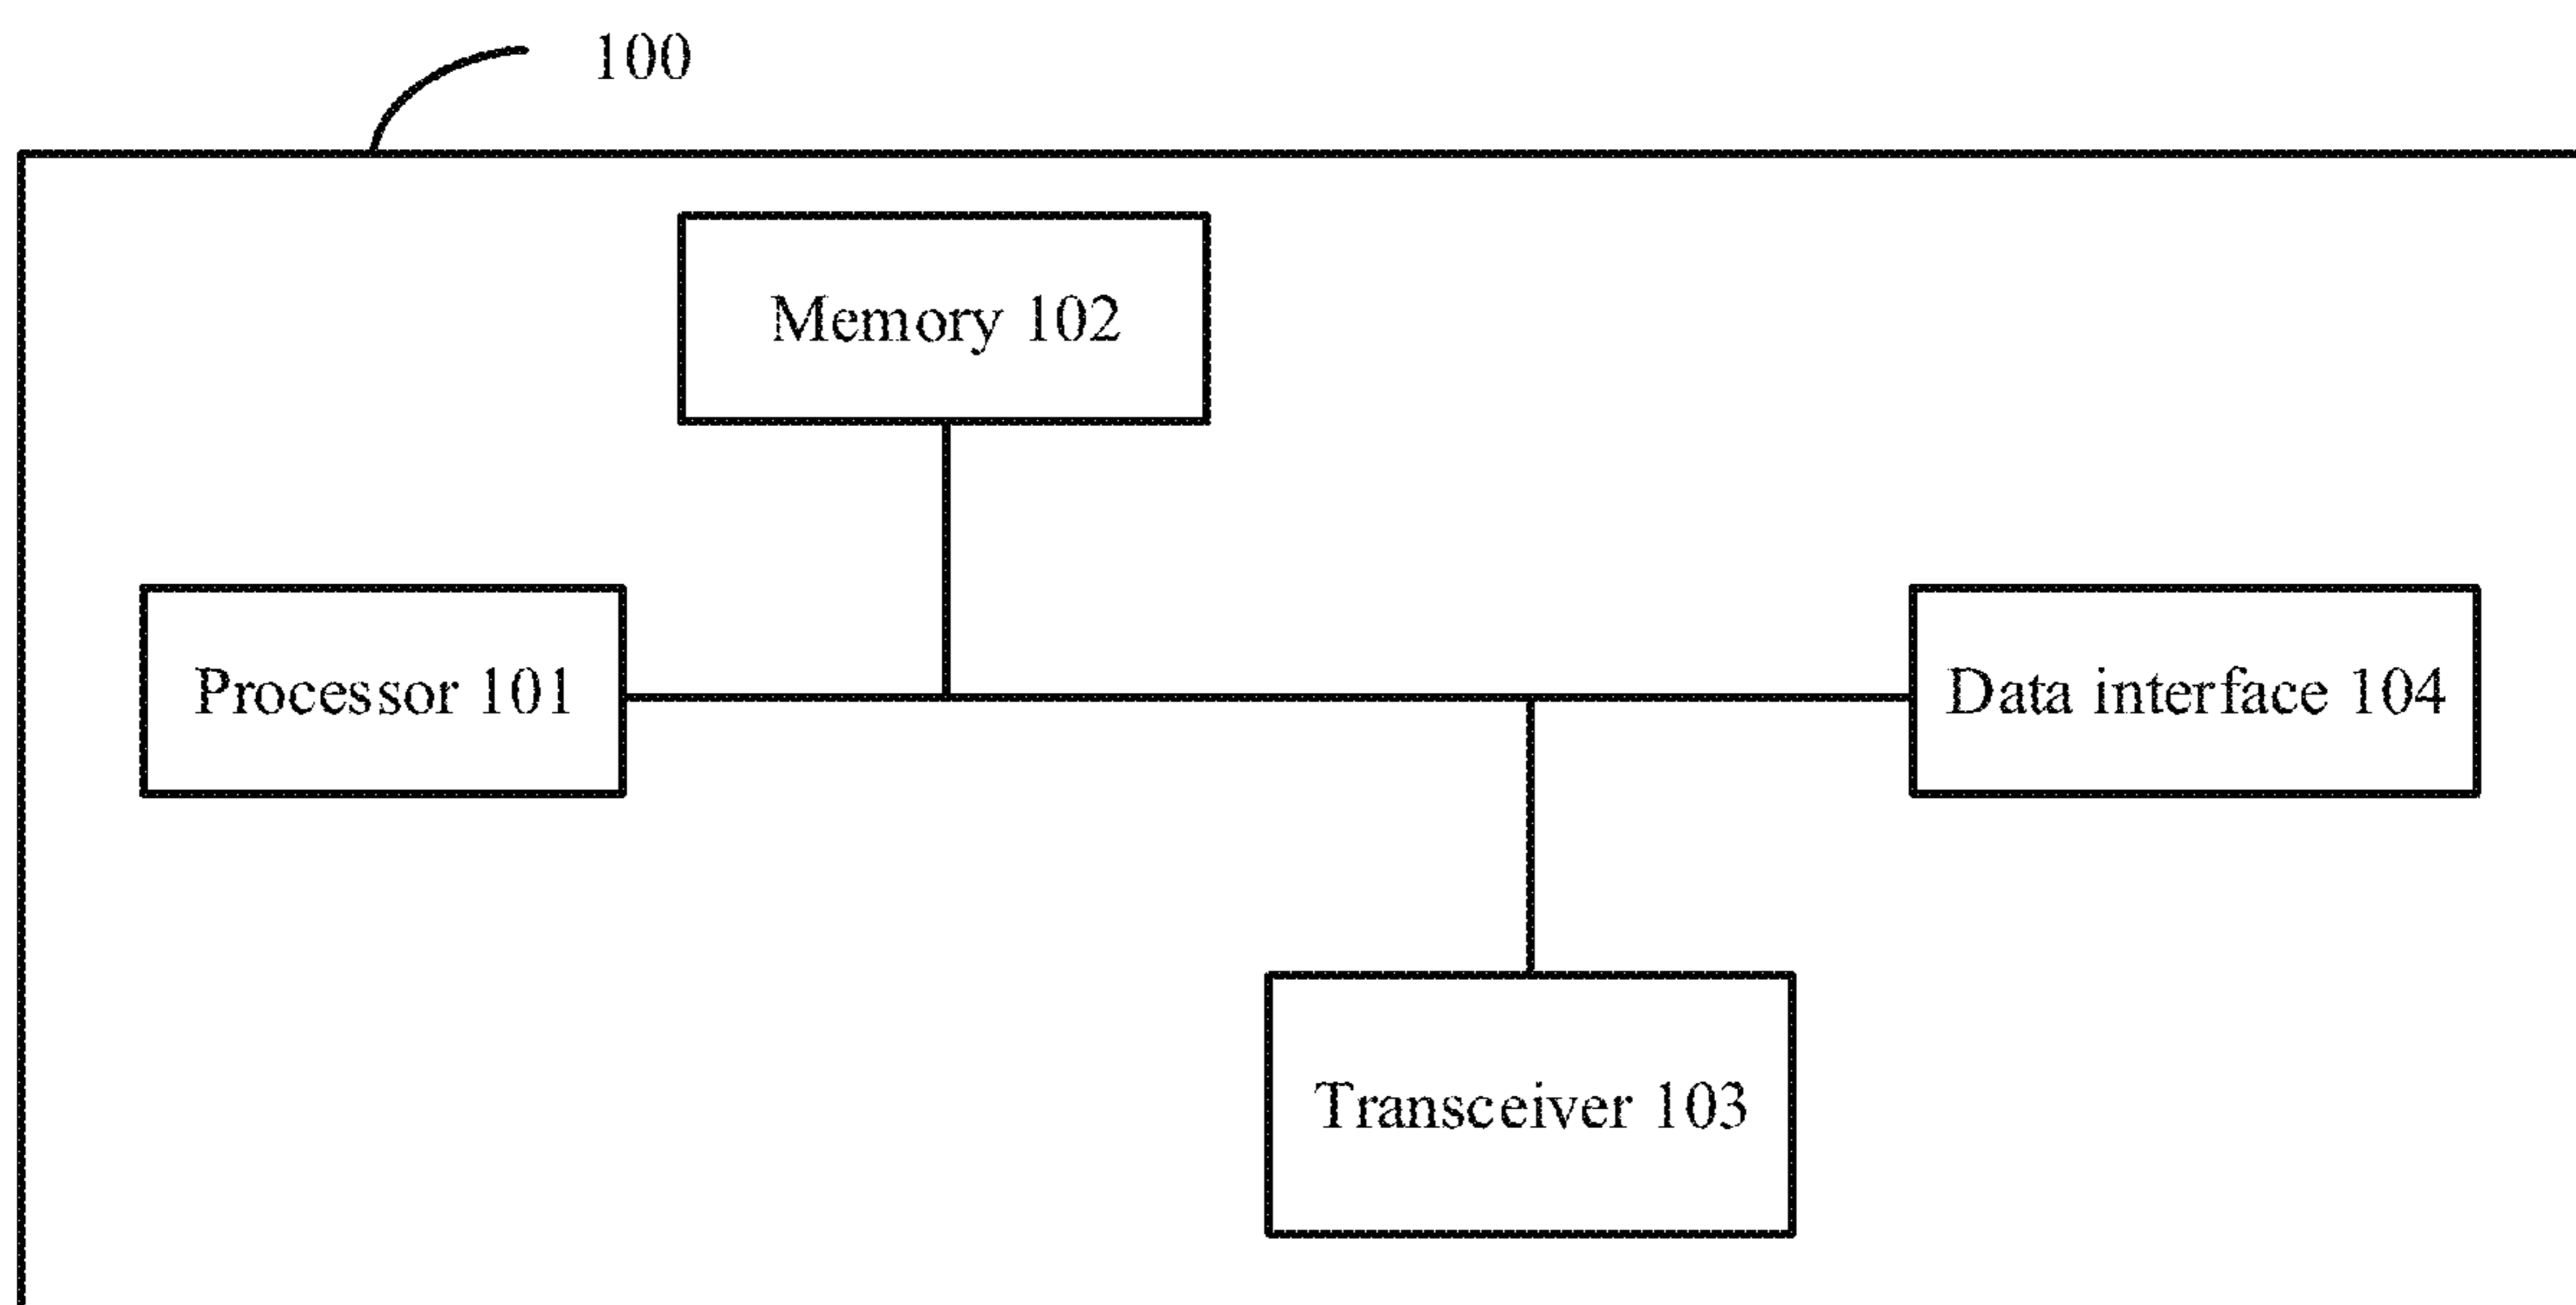 100
Memory 102
Processor 101
Data interface 104
Transceiver 103